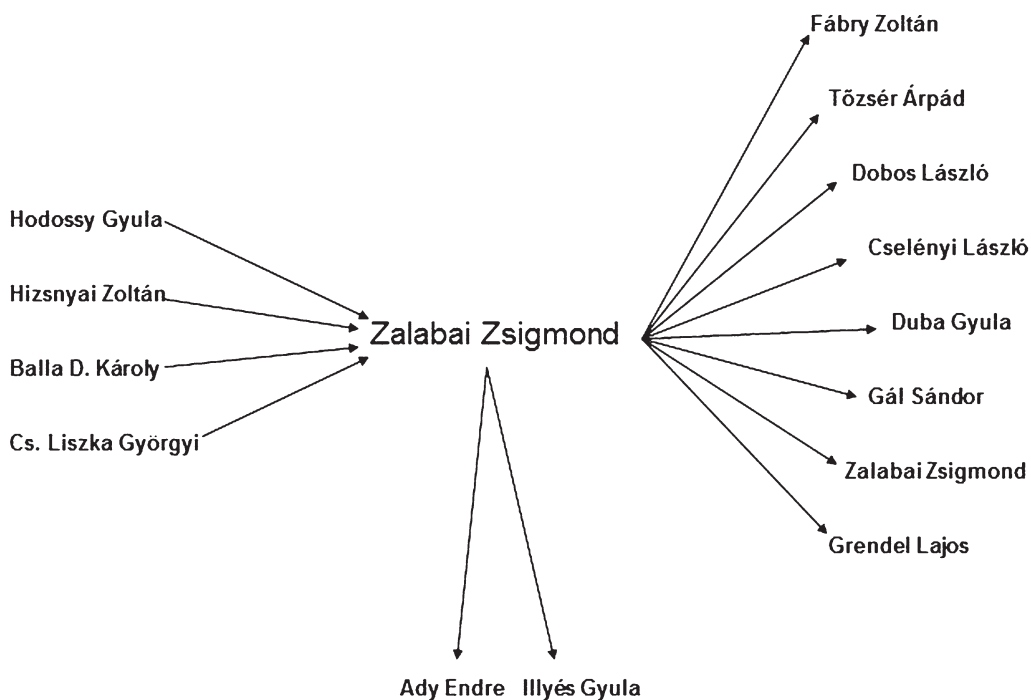 Fábry Zoltán
Tõzsér Árpád
Dobos László
Hodossy Gyula
Cselényi László
Hizsnyai Zoltán
Zalabai Zsigmond
Duba Gyula
Balla D. Károly
Gál Sándor
Cs. Liszka Györgyi
Zalabai Zsigmond
Grendel Lajos
Ady Endre Illyés Gyula